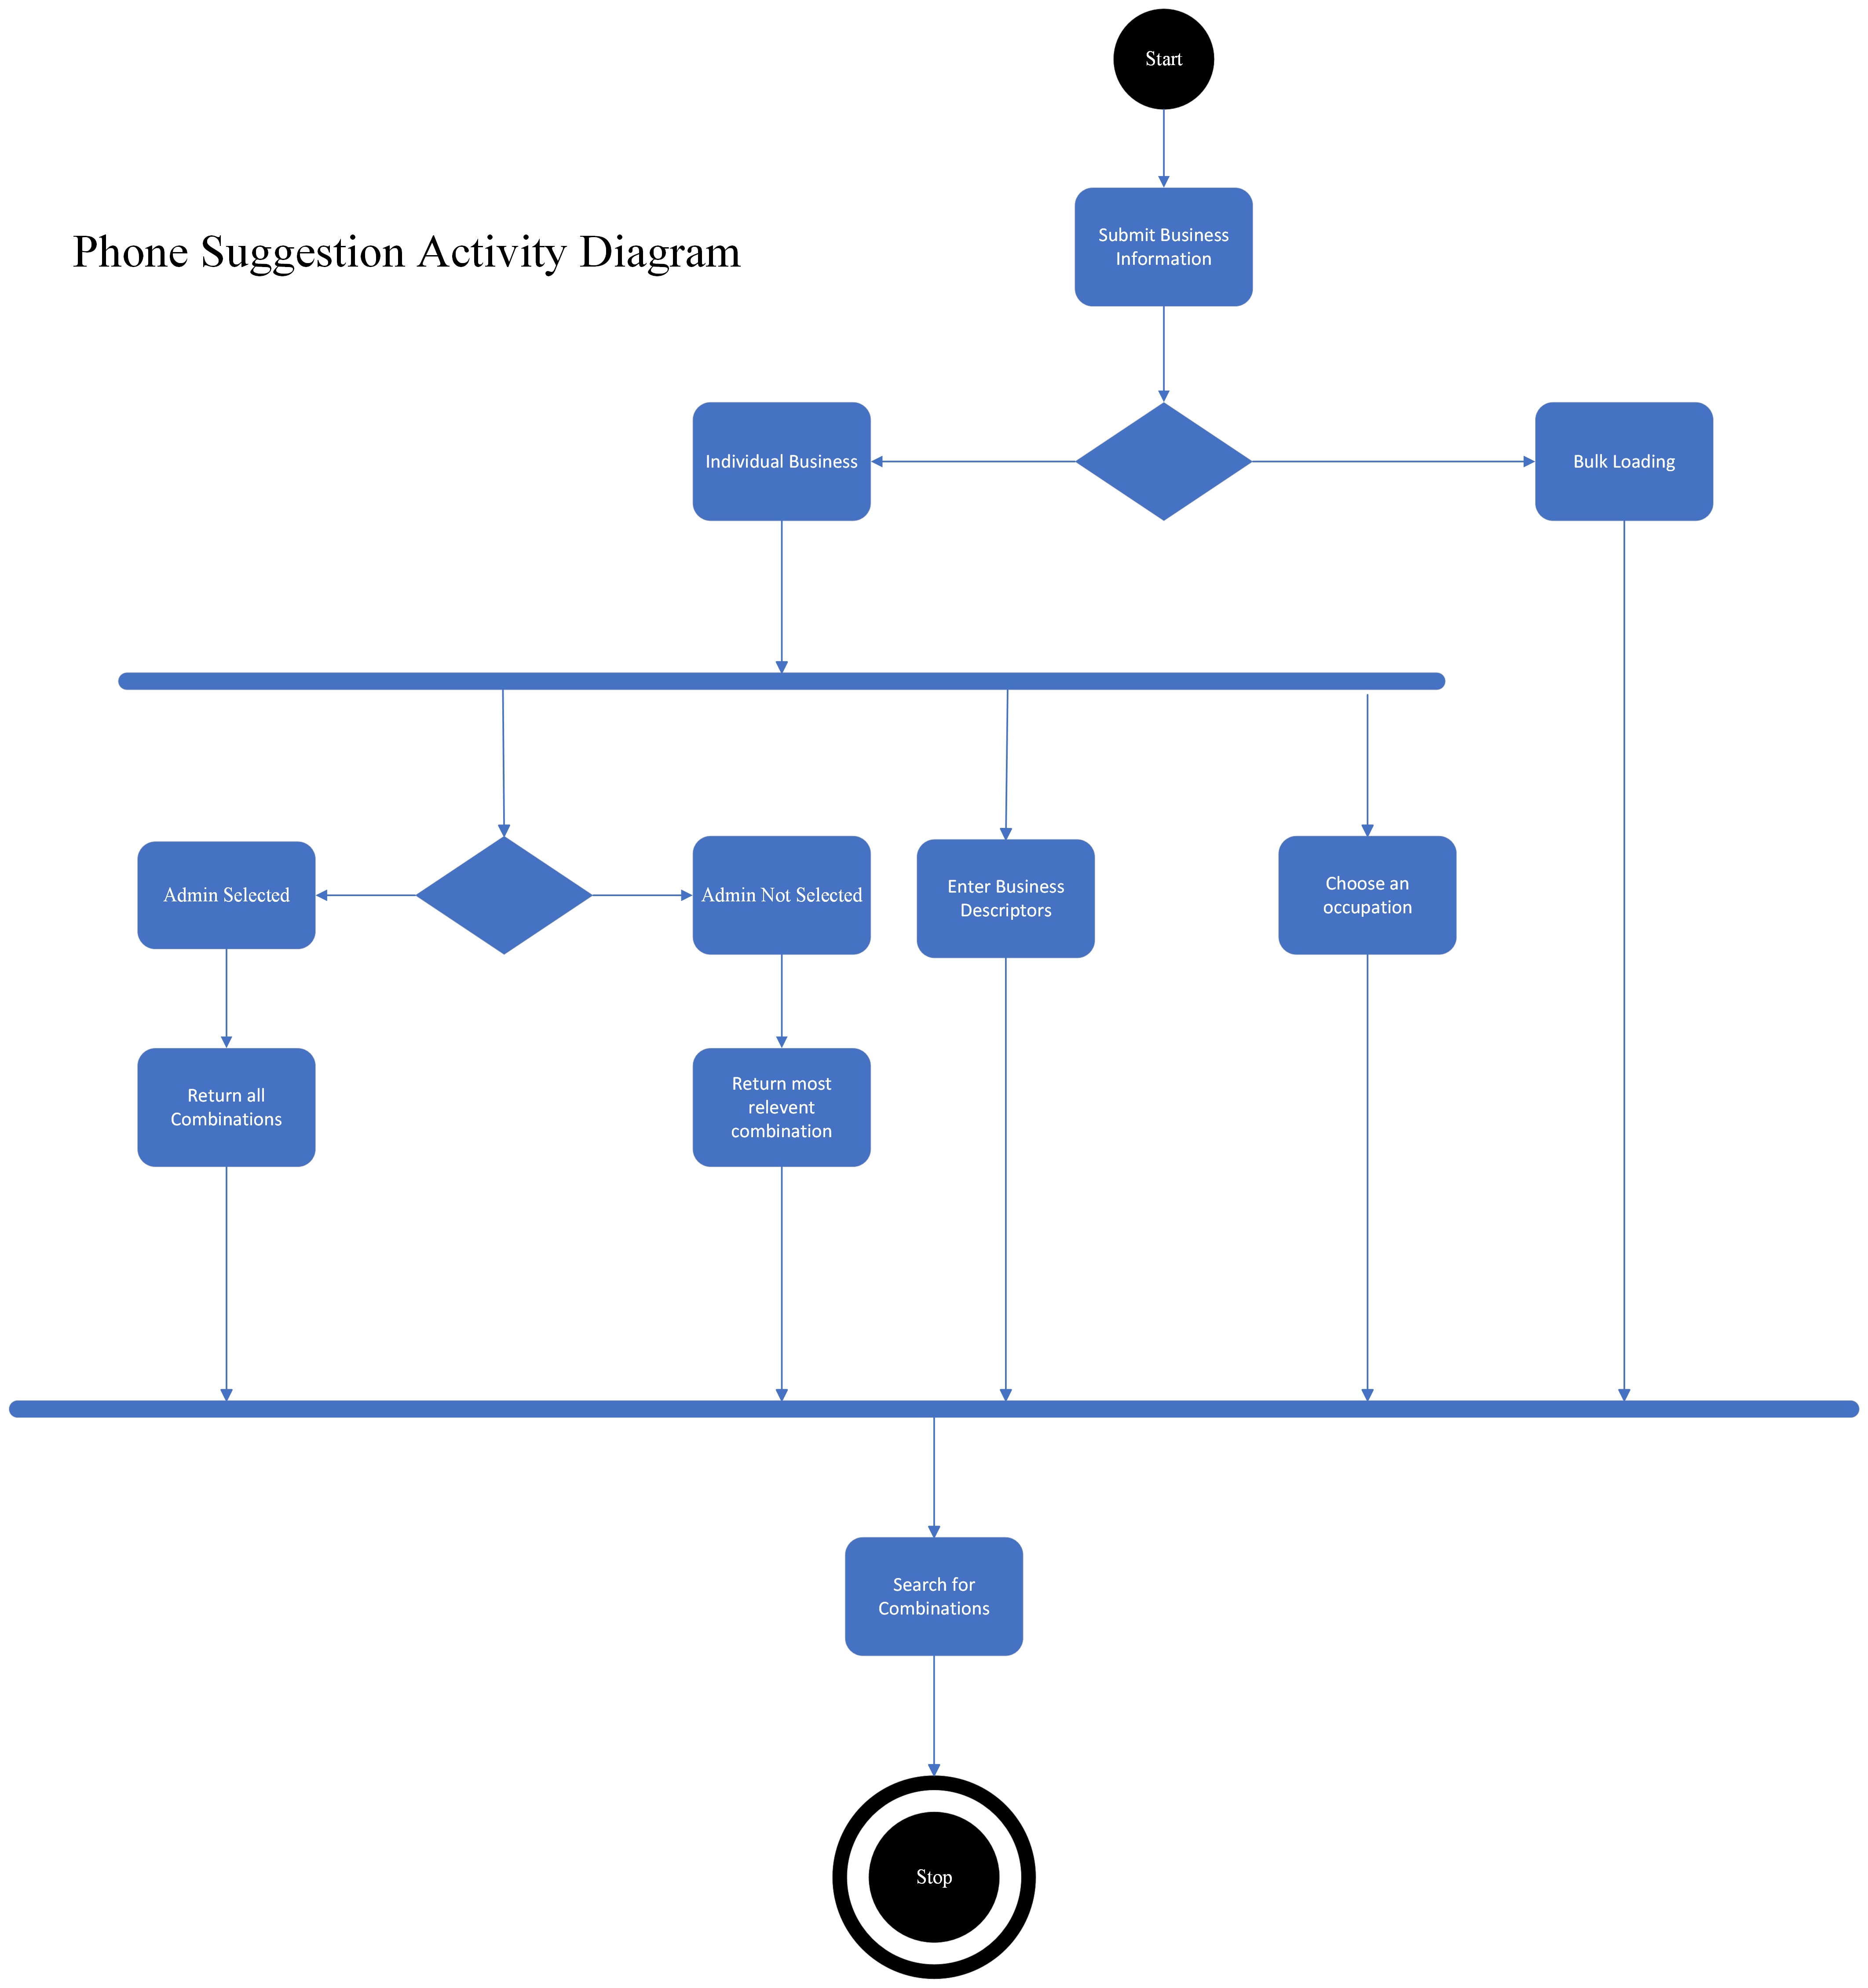 Start
Submit Business
Information
Phone Suggestion Activity Diagram
Individual Business
Bulk Loading
Admin Selected
Admin Not Selected
Enter Business
Descriptors
Choose an
occupation
Return all
Combinations
Return most
relevent
combination
Search for
Combinations
Stop